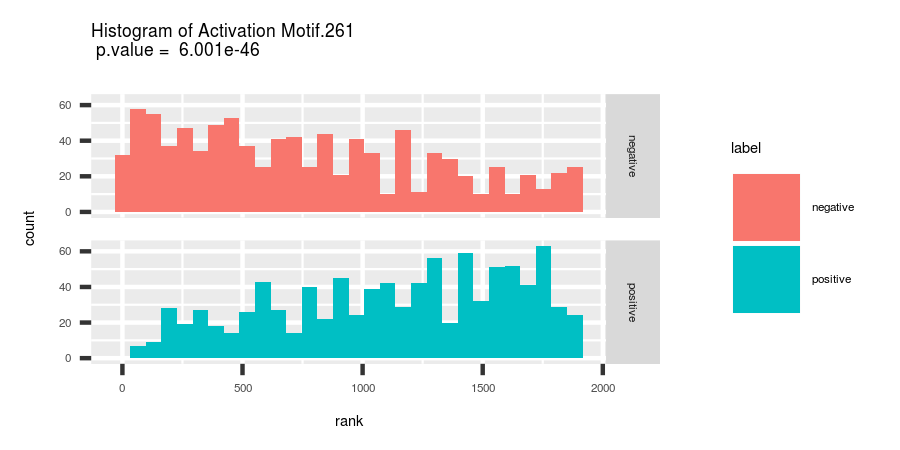 Histogram of Activation Motif.261
p.value = 6.001e-46
count
60
40
20
0
negative
60
40
20
0
positive
0 500 1000 1500 2000
rank
label
negative
positive